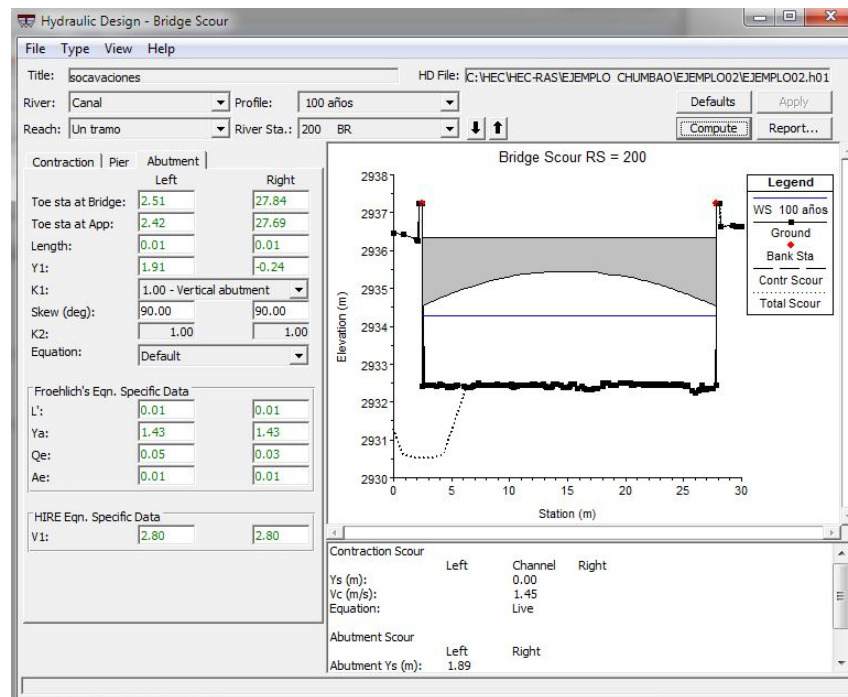 Hydraulic Design - Bridge Scour
File Type View Help
Title: socavaciones HD File: C:\HEC\HEC-RAS\EJEMPLO CHUMBAO\EJEMPLO02\EJEMPLO02.h01
River: Canal Profile: 100 años Defaults Apply
Reach: Un tramo River Sta.: 200 BR Compute Report...
Contraction Pier Abutment
Left Right
Toe sta at Bridge: 2.51 27.84
Toe sta at App: 2.42 27.69
Length: 0.01 0.01
Y1: 1.91 -0.24
K1: 1.00 - Vertical abutment
Skew (deg): 90.00 90.00
K2: 1.00 1.00
Equation: Default
Froehlich's Eqn. Specific Data
L': 0.01 0.01
Ya: 1.43 1.43
Qe: 0.05 0.03
Ae: 0.01 0.01
HIRE Eqn. Specific Data
V1: 2.80 2.80
Bridge Scour RS = 200
Elevation (m)
2938
2937
2936
2935
2934
2933
2932
2931
2930
0 5 10 15 20 25 30
Station (m)
Legend
WS 100 años
Ground
Bank Sta
Contr Scour
Total Scour
Contraction Scour
Left Channel Right
Ys (m): 0.00
Vc (m/s): 1.45
Equation: Live
Abutment Scour
Left Right
Abutment Ys (m): 1.89